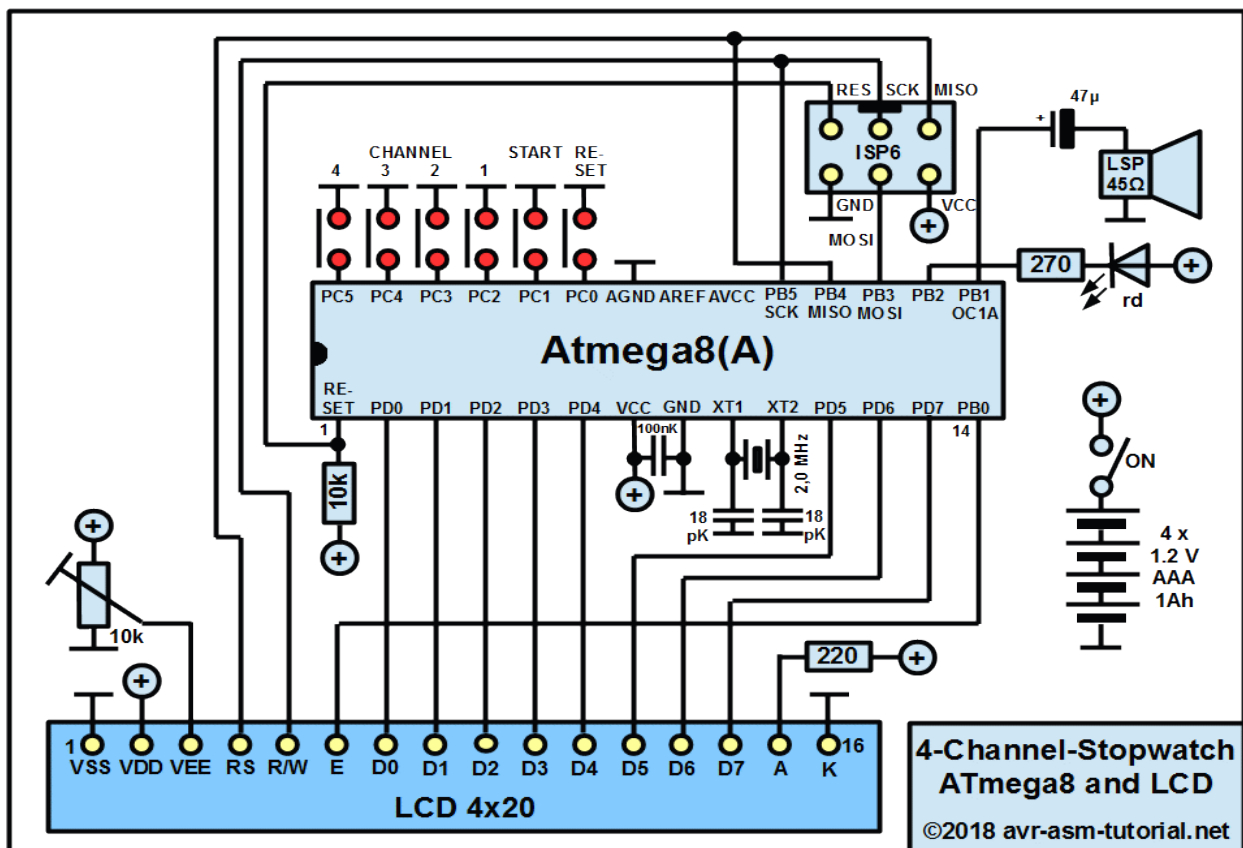 RES SCK MISO
47µ
+
ISP6
LSP
45Ω
GND
VCC
MOSI
CHANNEL
4 3 2 1
START
RE-
SET
270
+
rd
PC5 PC4 PC3 PC2 PC1 PC0 AGND AREF AVCC PB5 PB4 PB3 PB2 PB1
SCK MISO MOSI OC1A
Atmega8(A)
RE-
SET PD0 PD1 PD2 PD3 PD4 VCC GND XT1 XT2 PD5 PD6 PD7 PB0
1
14
100nK
2,0 MHz
10k
+
18
pK
18
pK
+
ON
4 x
1.2 V
AAA
1Ah
+
10k
+
+
220
+
1
16
VSS VDD VEE RS R/W E D0 D1 D2 D3 D4 D5 D6 D7 A K
LCD 4x20
4-Channel-Stopwatch
ATmega8 and LCD
©2018 avr-asm-tutorial.net